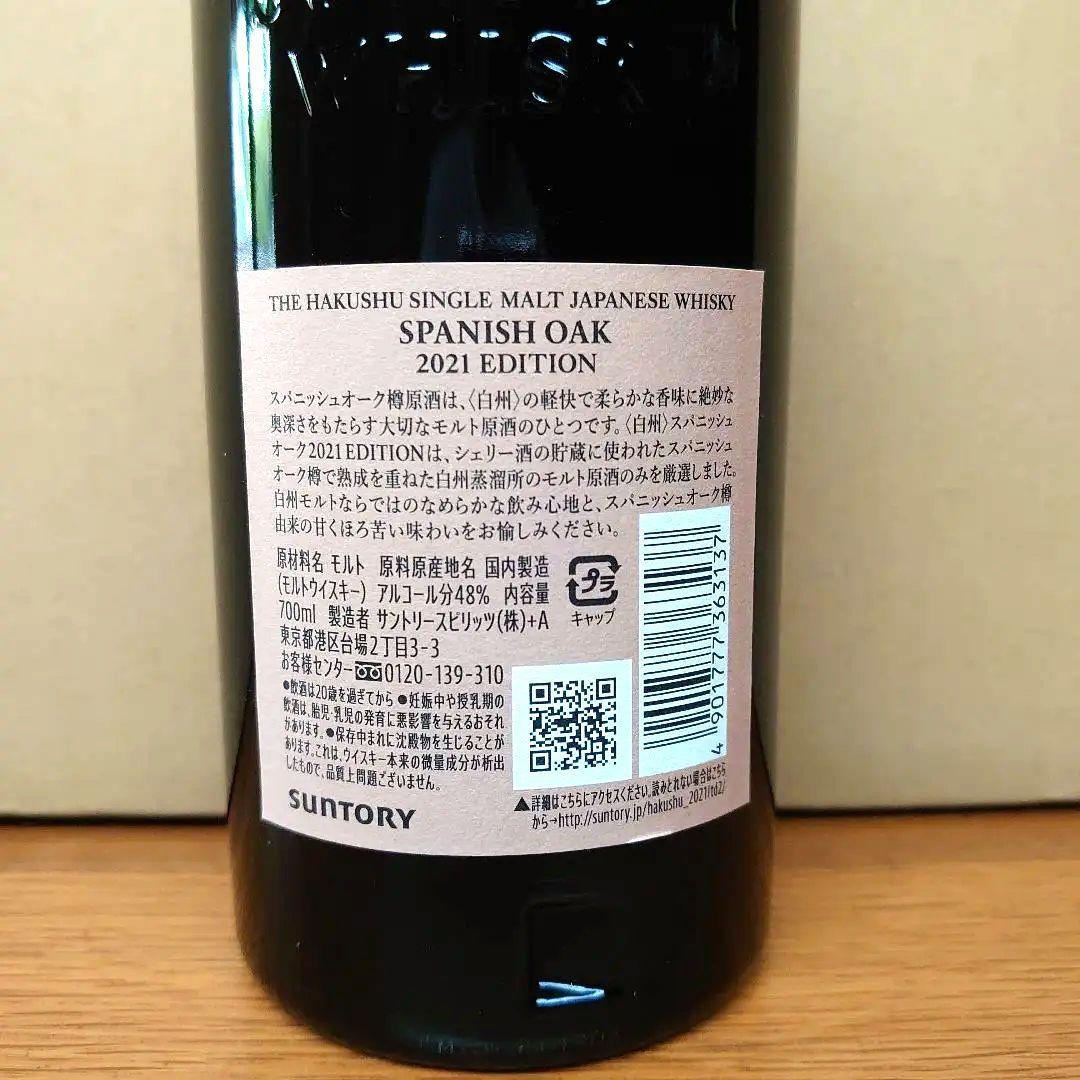 WHISKY
THE HAKUSHU SINGLE MALT JAPANESE WHISKY
SPANISH OAK
2021 EDITION
スパニッシュオーク樽原酒は、〈白州〉の軽快で柔らかな香味に絶妙な
奥深さをもたらす大切なモルト原酒のひとつです。〈白州〉スパニッシュ
オーク2021 EDITIONは、シェリー酒の貯蔵に使われたスパニッシュ
オーク樽で熟成を重ねた白州蒸溜所のモルト原酒のみを厳選しました。
白州モルトならではのなめらかな飲み心地と、スパニッシュオーク樽
由来の甘くほろ苦い味わいをお愉しみください。
原材料名 モルト 原料原産地名 国内製造
(モルトウイスキー) アルコール分48% 内容量
700ml 製造者 サントリースピリッツ(株)+A
東京都港区台場2丁目3-3
お客様センター0120-139-310
プラ
キャップ
●飲酒は20歳を過ぎてから ●妊娠中や授乳期の
飲酒は、胎児・乳児の発育に悪影響を与えるおそれ
があります。●保存中まれに沈殿物を生じることが
あります。これは、ウイスキー本来の微量成分が析出
したもので、品質上問題ございません。
SUNTORY
4 901777 363137
▲詳細はこちらにアクセスください。読みとれない場合はこちら
から→http://suntory.jp/hakushu_2021/td2/